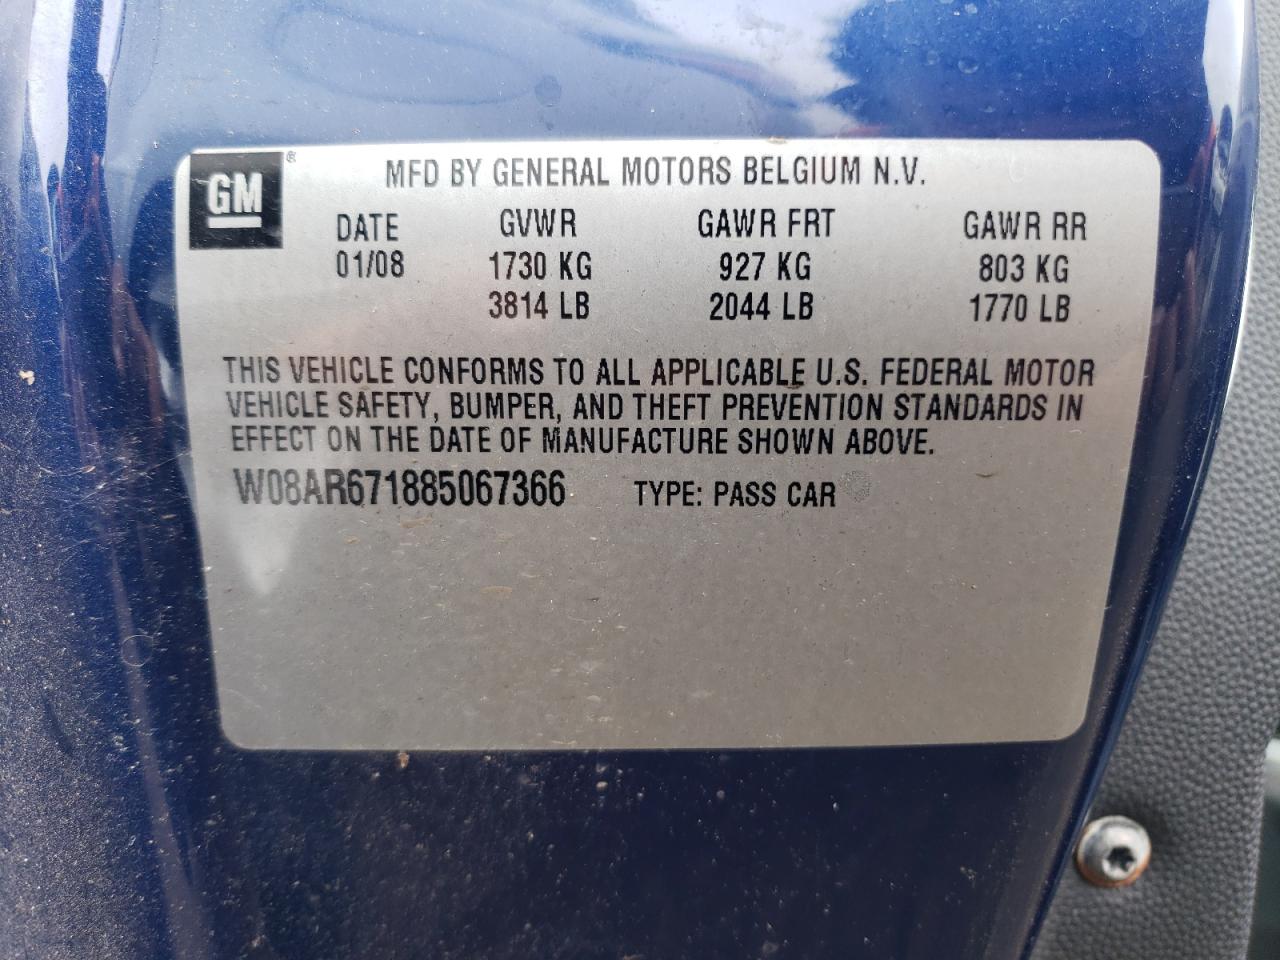 GM ®
MFD BY GENERAL MOTORS BELGIUM N.V.
DATE GVWR GAWR FRT GAWR RR
01/08 1730 KG 927 KG 803 KG
3814 LB 2044 LB 1770 LB
THIS VEHICLE CONFORMS TO ALL APPLICABLE U.S. FEDERAL MOTOR
VEHICLE SAFETY, BUMPER, AND THEFT PREVENTION STANDARDS IN
EFFECT ON THE DATE OF MANUFACTURE SHOWN ABOVE.
W08AR671885067366 TYPE: PASS CAR